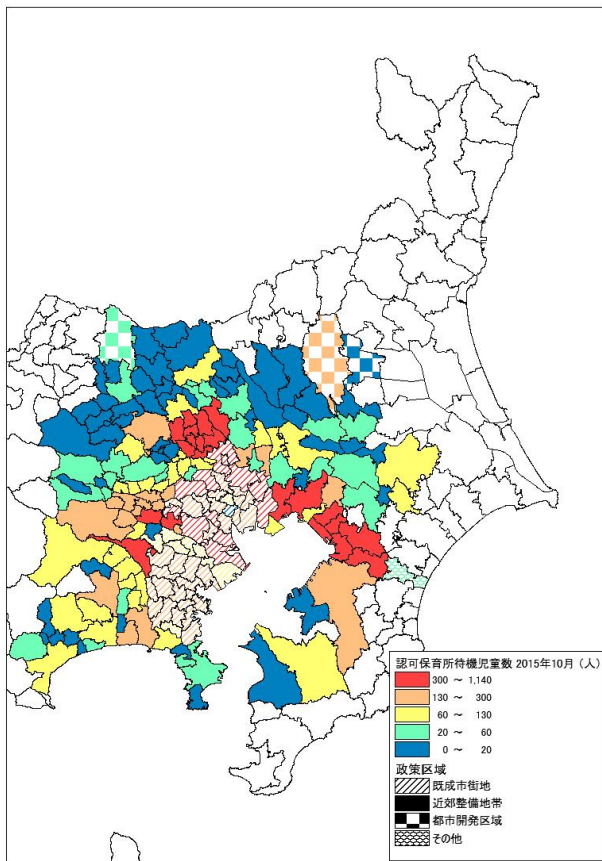 認可保育所待機児童数 2015年10月 (人)
300 ～ 1,140
130 ～ 300
60 ～ 130
20 ～ 60
0 ～ 20
政策区域
既成市街地
近郊整備地帯
都市開発区域
その他